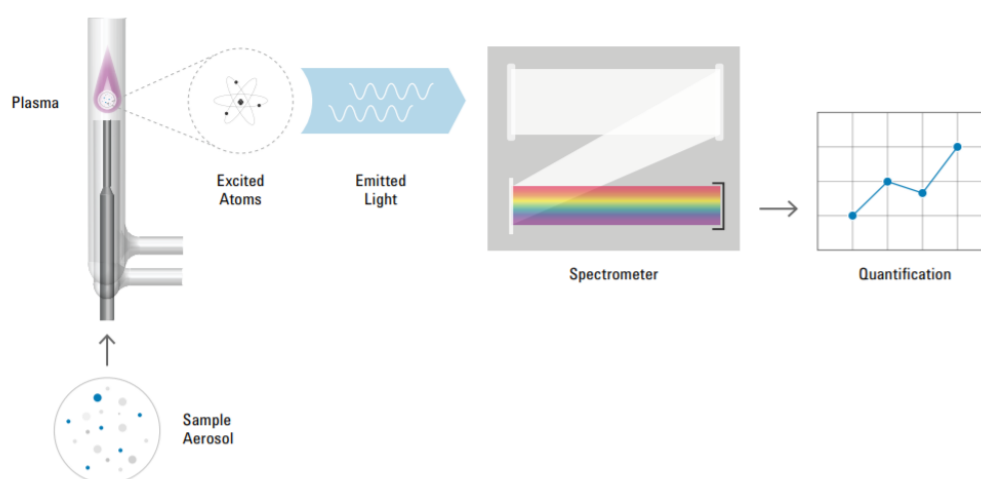 Plasma
Excited
Atoms
Emitted
Light
Spectrometer
Quantification
Sample
Aerosol